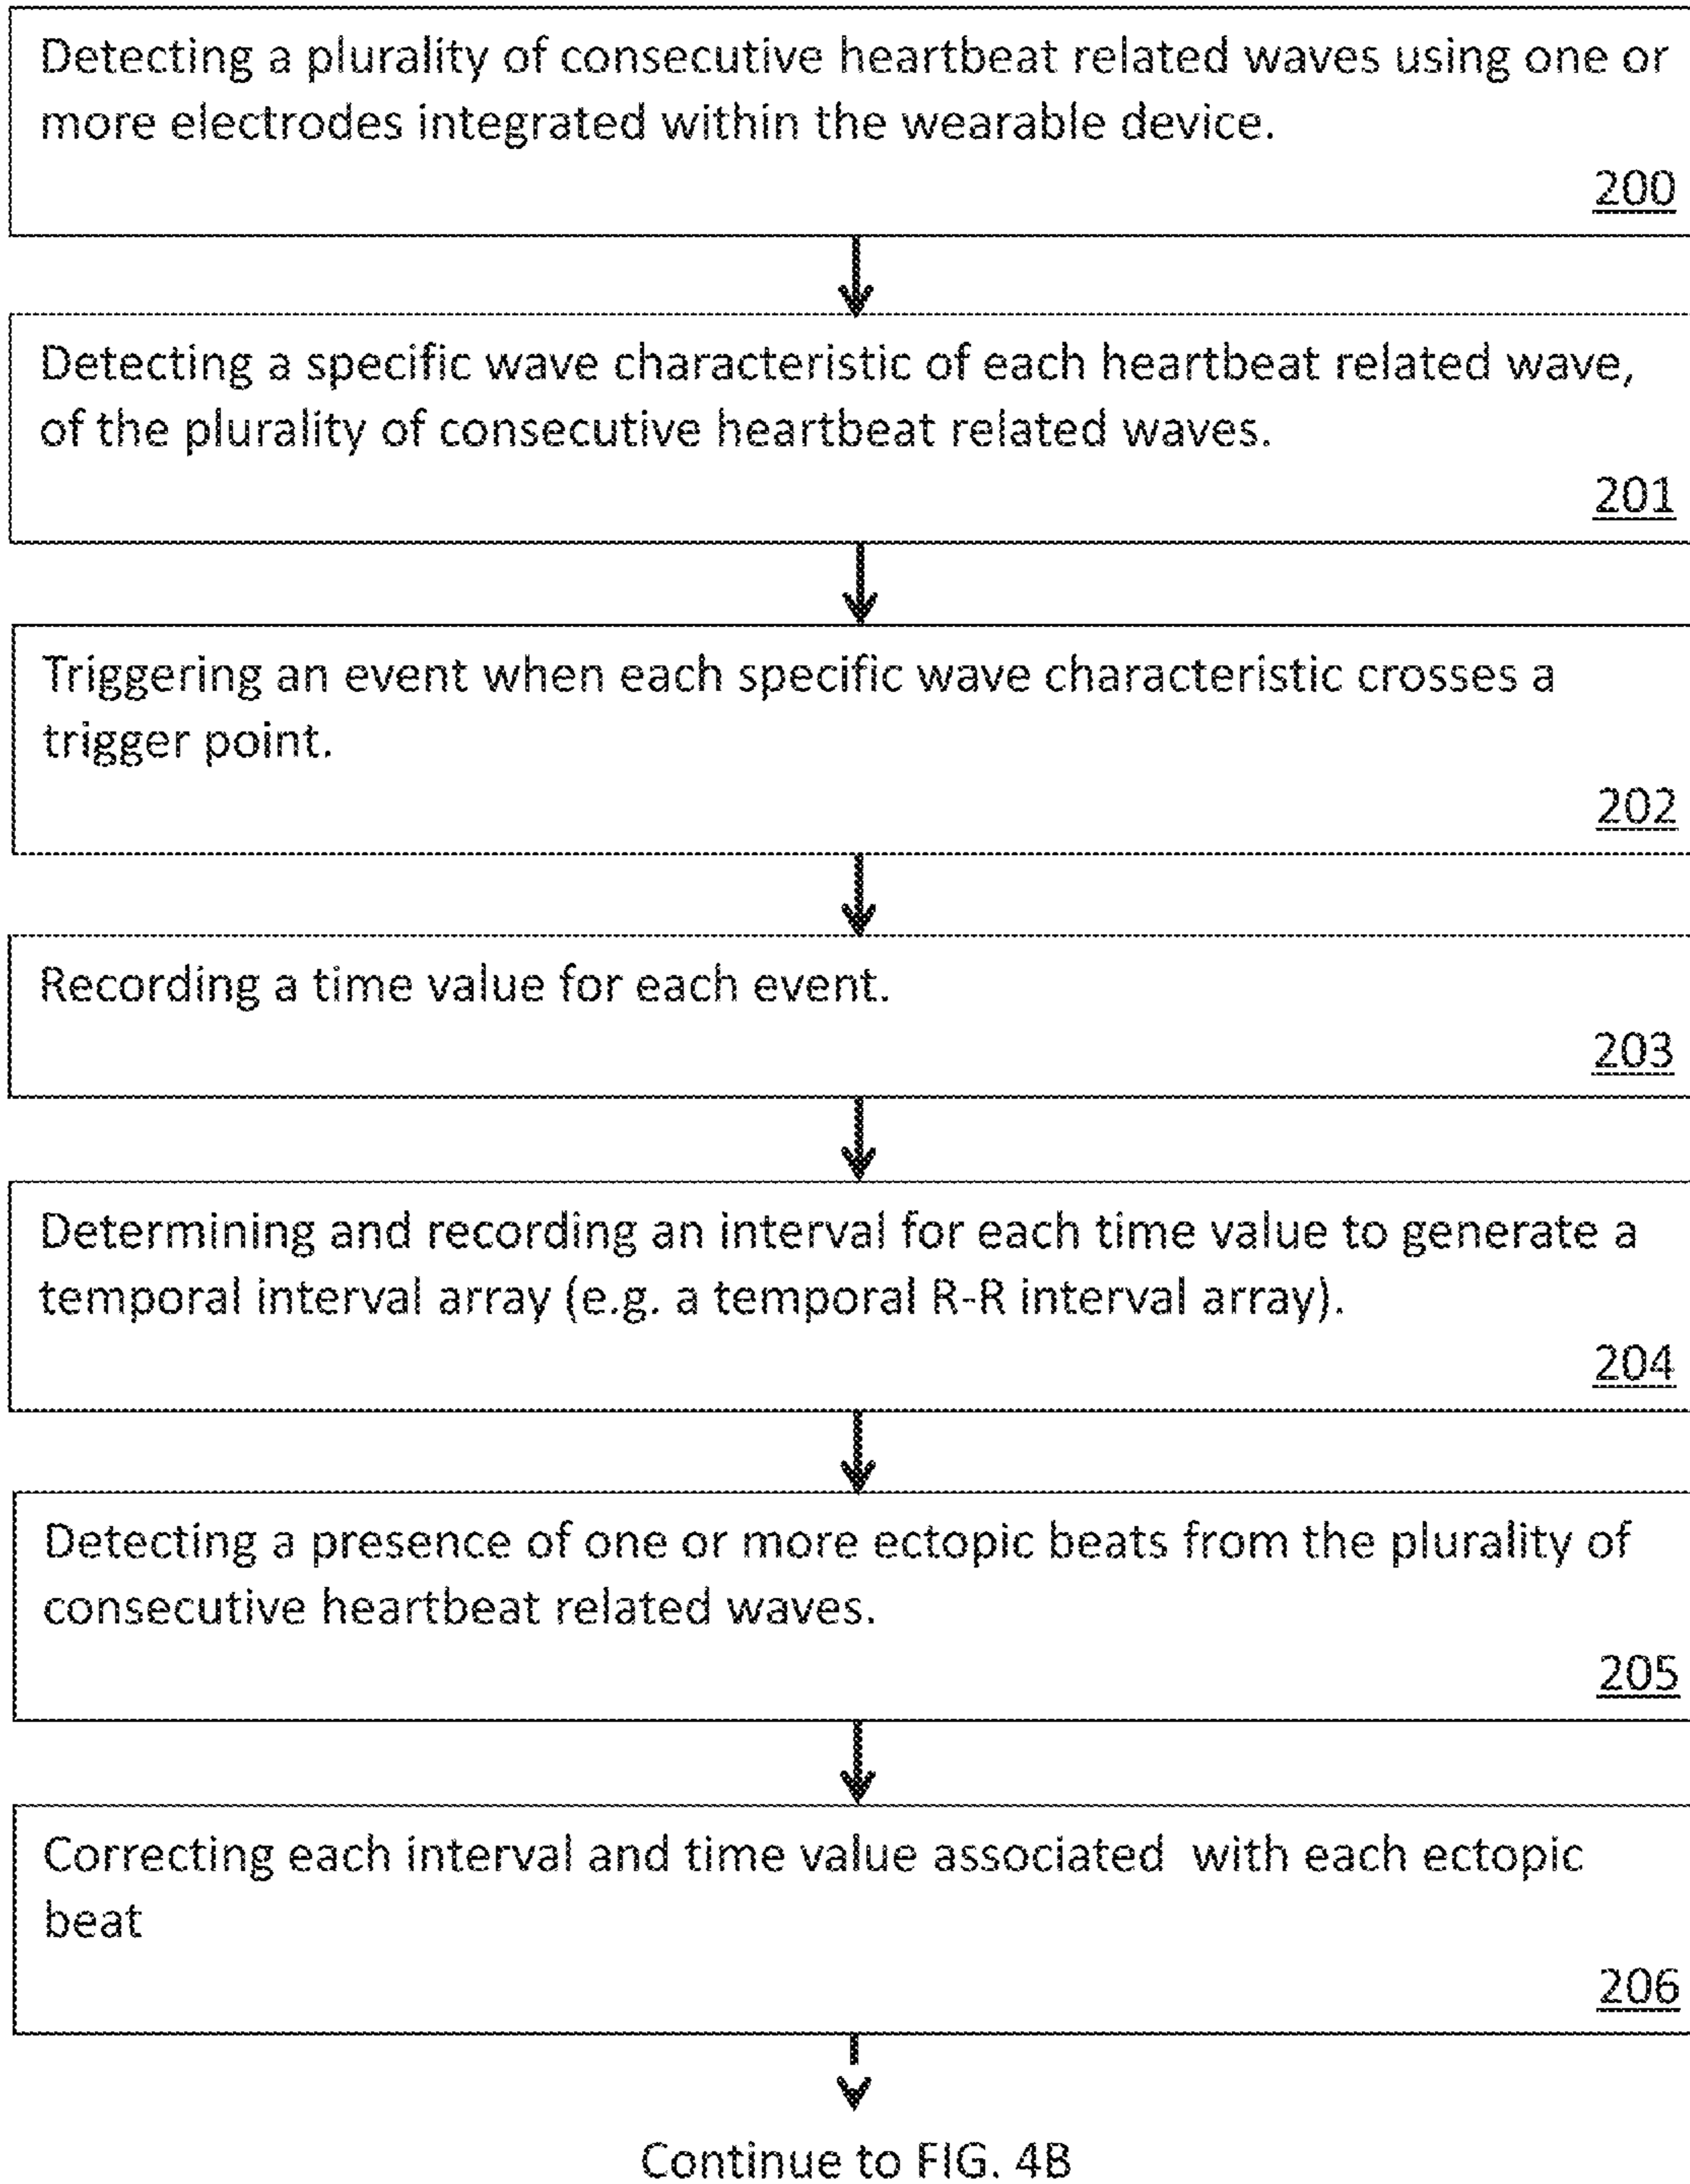 Detecting a plurality of consecutive heartbeat related waves using one or
more electrodes integrated within the wearable device.
200
Detecting a specific wave characteristic of each heartbeat related wave,
of the plurality of consecutive heartbeat related waves.
201
Triggering an event when each specific wave characteristic crosses a
trigger point.
202
Recording a time value for each event.
203
Determining and recording an interval for each time value to generate a
temporal interval array (e.g. a temporal R-R interval array).
204
Detecting a presence of one or more ectopic beats from the plurality of
consecutive heartbeat related waves.
205
Correcting each interval and time value associated with each ectopic
beat
206
Continue to FIG. 4B